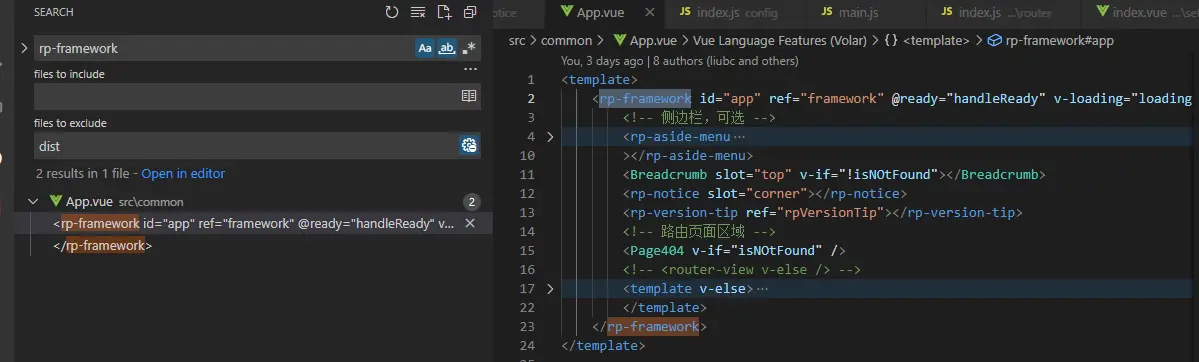 SEARCH
rp-framework
Aa ab
files to include
files to exclude
dist
2 results in 1 file - Open in editor
App.vue src\common 2
<rp-framework id="app" ref="framework" @ready="handleReady" v...
</rp-framework>
otice App.vue index.js config main.js index.js ...\router index.vue ...\set
src > common > App.vue > Vue Language Features (Volar) > {} <template> > rp-framework#app
You, 3 days ago | 8 authors (liubc and others)
1 <template>
2 <rp-framework id="app" ref="framework" @ready="handleReady" v-loading="loading
3 <!-- 侧边栏，可选 -->
4 <rp-aside-menu···
10 ></rp-aside-menu>
11 <Breadcrumb slot="top" v-if="!isNOtFound"></Breadcrumb>
12 <rp-notice slot="corner"></rp-notice>
13 <rp-version-tip ref="rpVersionTip"></rp-version-tip>
14 <!-- 路由页面区域 -->
15 <Page404 v-if="isNOtFound" />
16 <!-- <router-view v-else /> -->
17 <template v-else>···
22 </template>
23 </rp-framework>
24 </template>